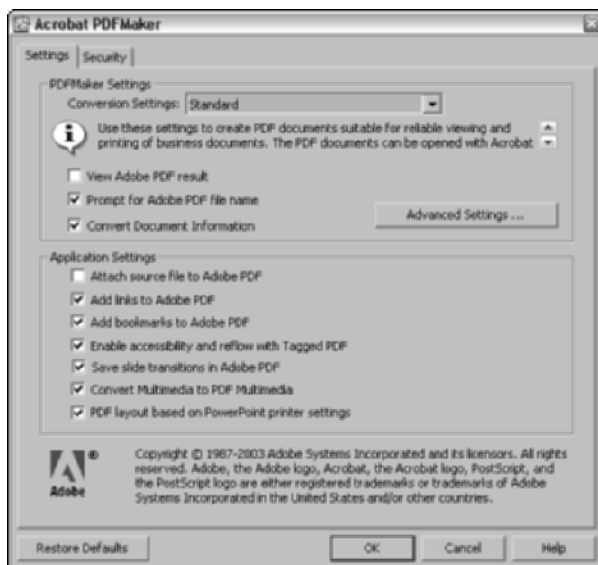 Acrobat PDFMaker
Settings Security
PDFMaker Settings
Conversion Settings: Standard
Use these settings to create PDF documents suitable for reliable viewing and
printing of business documents. The PDF documents can be opened with Acrobat
View Adobe PDF result
Prompt for Adobe PDF file name
Advanced Settings ...
Convert Document Information
Application Settings
Attach source file to Adobe PDF
Add links to Adobe PDF
Add bookmarks to Adobe PDF
Enable accessibility and reflow with Tagged PDF
Save slide transitions in Adobe PDF
Convert Multimedia to PDF Multimedia
PDF layout based on PowerPoint printer settings
Copyright © 1987-2003 Adobe Systems Incorporated and its licensors. All rights
reserved. Adobe, the Adobe logo, Acrobat, the Acrobat logo, PostScript, and
the PostScript logo are either registered trademarks or trademarks of Adobe
Systems Incorporated in the United States and/or other countries.
Adobe
Restore Defaults OK Cancel Help